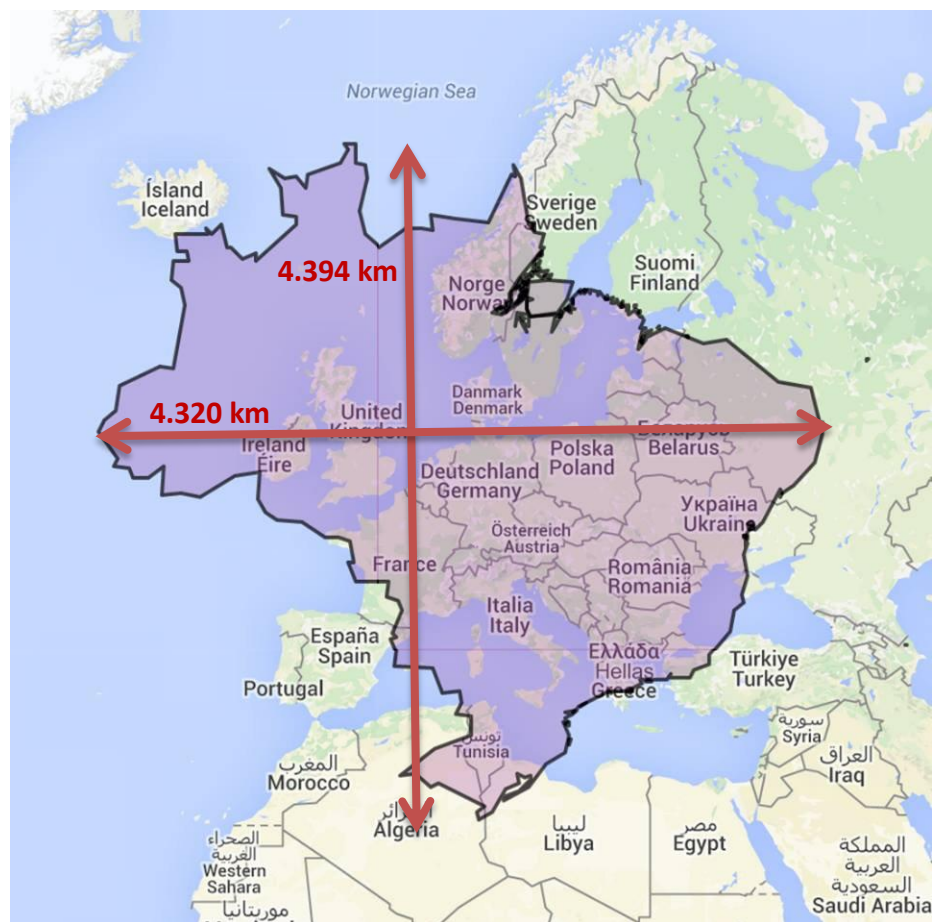 Norwegian Sea
Ísland
Iceland
Sverige
Sweden
Suomi
Finland
4.394 km
Norge
Norway
4.320 km
Danmark
Denmark
United
Kingdom
Ireland
Éire
Polska
Poland
Беларусь
Belarus
Deutschland
Germany
Україна
Ukraine
Österreich
Austria
France
România
Romania
Italia
Italy
España
Spain
Ελλάδα
Hellas
Greece
Türkiye
Turkey
Portugal
تونس
Tunisia
سورية
Syria
العراق
Iraq
المغرب
Morocco
الجزائر
Algeria
ليبيا
Libya
مصر
Egypt
الصحراء
الغربية
Western
Sahara
المملكة
العربية
السعودية
Saudi Arabia
موريتانيا